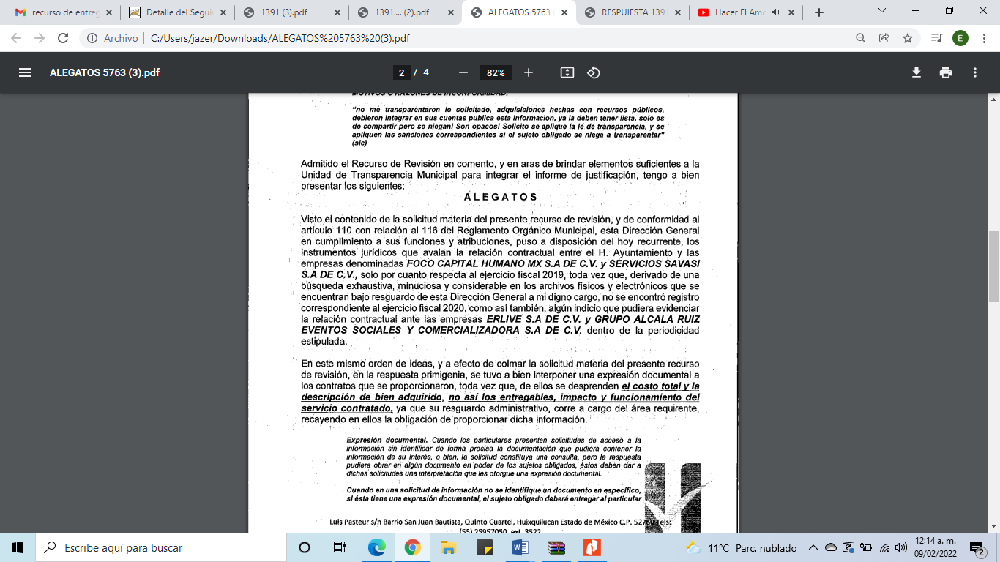 recurso de entreg
Detalle del Segui
1391 (3).pdf
1391.... (2).pdf
ALEGATOS 5763
RESPUESTA 1391
Hacer El Amo
Archivo
C:/Users/jazer/Downloads/ALEGATOS%205763%20(3).pdf
E
ALEGATOS 5763 (3).pdf
2 / 4
82%
MOTIVOS O RAZONES DE INCONFORMIDAD:
"no me transparentaron lo solicitado, adquisiciones hechas con recursos públicos,
debieron integrar en sus cuentas publica esta informacion, ya la deben tener lista, solo es
de compartir pero se niegan! Son opacos! Solicito se aplique la le de transparencia, y se
apliquen las sanciones correspondientes si el sujeto obligado se niega a transparentar"
(sic)
Admitido el Recurso de Revisión en comento, y en aras de brindar elementos suficientes a la
Unidad de Transparencia Municipal para integrar el informe de justificación, tengo a bien
presentar los siguientes:
A L E G A T O S
Visto el contenido de la solicitud materia del presente recurso de revisión, y de conformidad al
artículo 110 con relación al 116 del Reglamento Orgánico Municipal, esta Dirección General
en cumplimiento a sus funciones y atribuciones, puso a disposición del hoy recurrente, los
instrumentos jurídicos que avalan la relación contractual entre el H. Ayuntamiento y las
empresas denominadas FOCO CAPITAL HUMANO MX S.A DE C.V. y SERVICIOS SAVASI
S.A DE C.V., solo por cuanto respecta al ejercicio fiscal 2019, toda vez que, derivado de una
búsqueda exhaustiva, minuciosa y considerable en los archivos físicos y electrónicos que se
encuentran bajo resguardo de esta Dirección General a mi digno cargo, no se encontró registro
correspondiente al ejercicio fiscal 2020, como así también, algún indicio que pudiera evidenciar
la relación contractual ante las empresas ERLIVE S.A DE C.V. y GRUPO ALCALA RUIZ
EVENTOS SOCIALES Y COMERCIALIZADORA S.A DE C.V. dentro de la periodicidad
estipulada.
En este mismo orden de ideas, y a efecto de colmar la solicitud materia del presente recurso
de revisión, en la respuesta primigenia, se tuvo a bien interponer una expresión documental a
los contratos que se proporcionaron, toda vez que, de ellos se desprenden el costo total y la
descripción de bien adquirido, no así los entregables, impacto y funcionamiento del
servicio contratado, ya que su resguardo administrativo, corre a cargo del área requirente,
recayendo en ellos la obligación de proporcionar dicha información.
Expresión documental. Cuando los particulares presenten solicitudes de acceso a la
información sin identificar de forma precisa la documentación que pudiera contener la
información de su interés, o bien, la solicitud constituya una consulta, pero la respuesta
pudiera obrar en algún documento en poder de los sujetos obligados, éstos deben dar a
dichas solicitudes una interpretación que les otorgue una expresión documental.
Cuando en una solicitud de información no se identifique un documento en específico,
si ésta tiene una expresión documental, el sujeto obligado deberá entregar al particular
Luis Pasteur s/n Barrio San Juan Bautista, Quinto Cuartel, Huixquilucan Estado de México C.P. 52760 Tels:
(55) 25957050, ext. 3522
Escribe aquí para buscar
11°C Parc. nublado
12:14 a. m.
09/02/2022
2